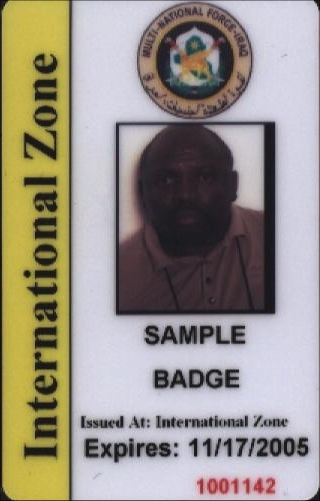 MULTI-NATIONAL FORCE-IRAQ
International Zone
SAMPLE
BADGE
Issued At: International Zone
Expires: 11/17/2005
1001142